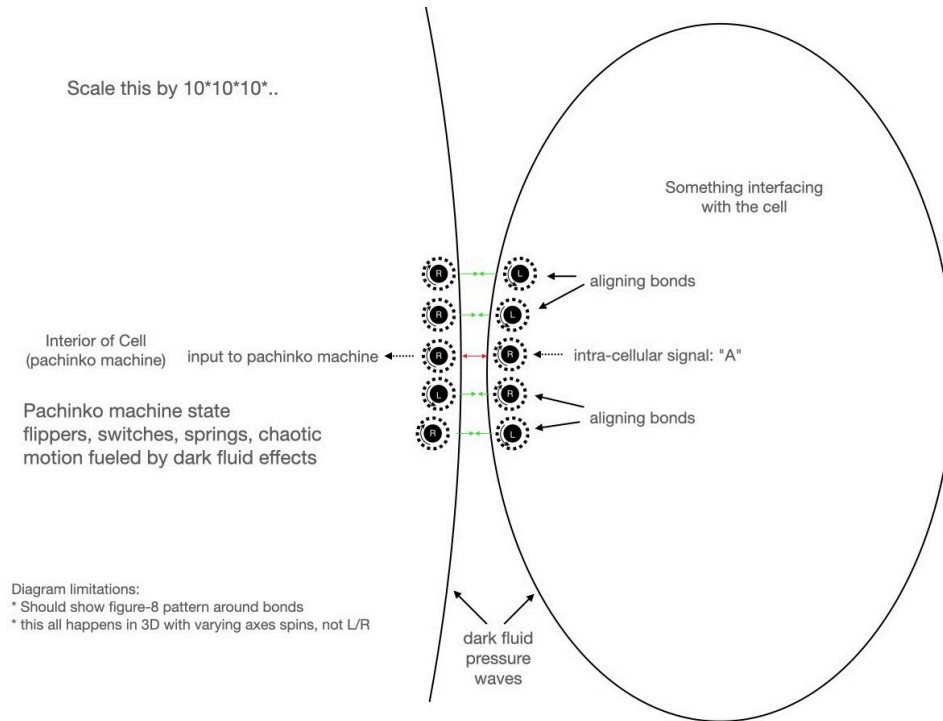 Scale this by 10*10*10*..
Something interfacing
with the cell
R L
aligning bonds
R L
Interior of Cell
(pachinko machine)
input to pachinko machine
R R
intra-cellular signal: "A"
L R
Pachinko machine state
flippers, switches, springs, chaotic
motion fueled by dark fluid effects
aligning bonds
R L
Diagram limitations:
* Should show figure-8 pattern around bonds
* this all happens in 3D with varying axes spins, not L/R
dark fluid
pressure
waves